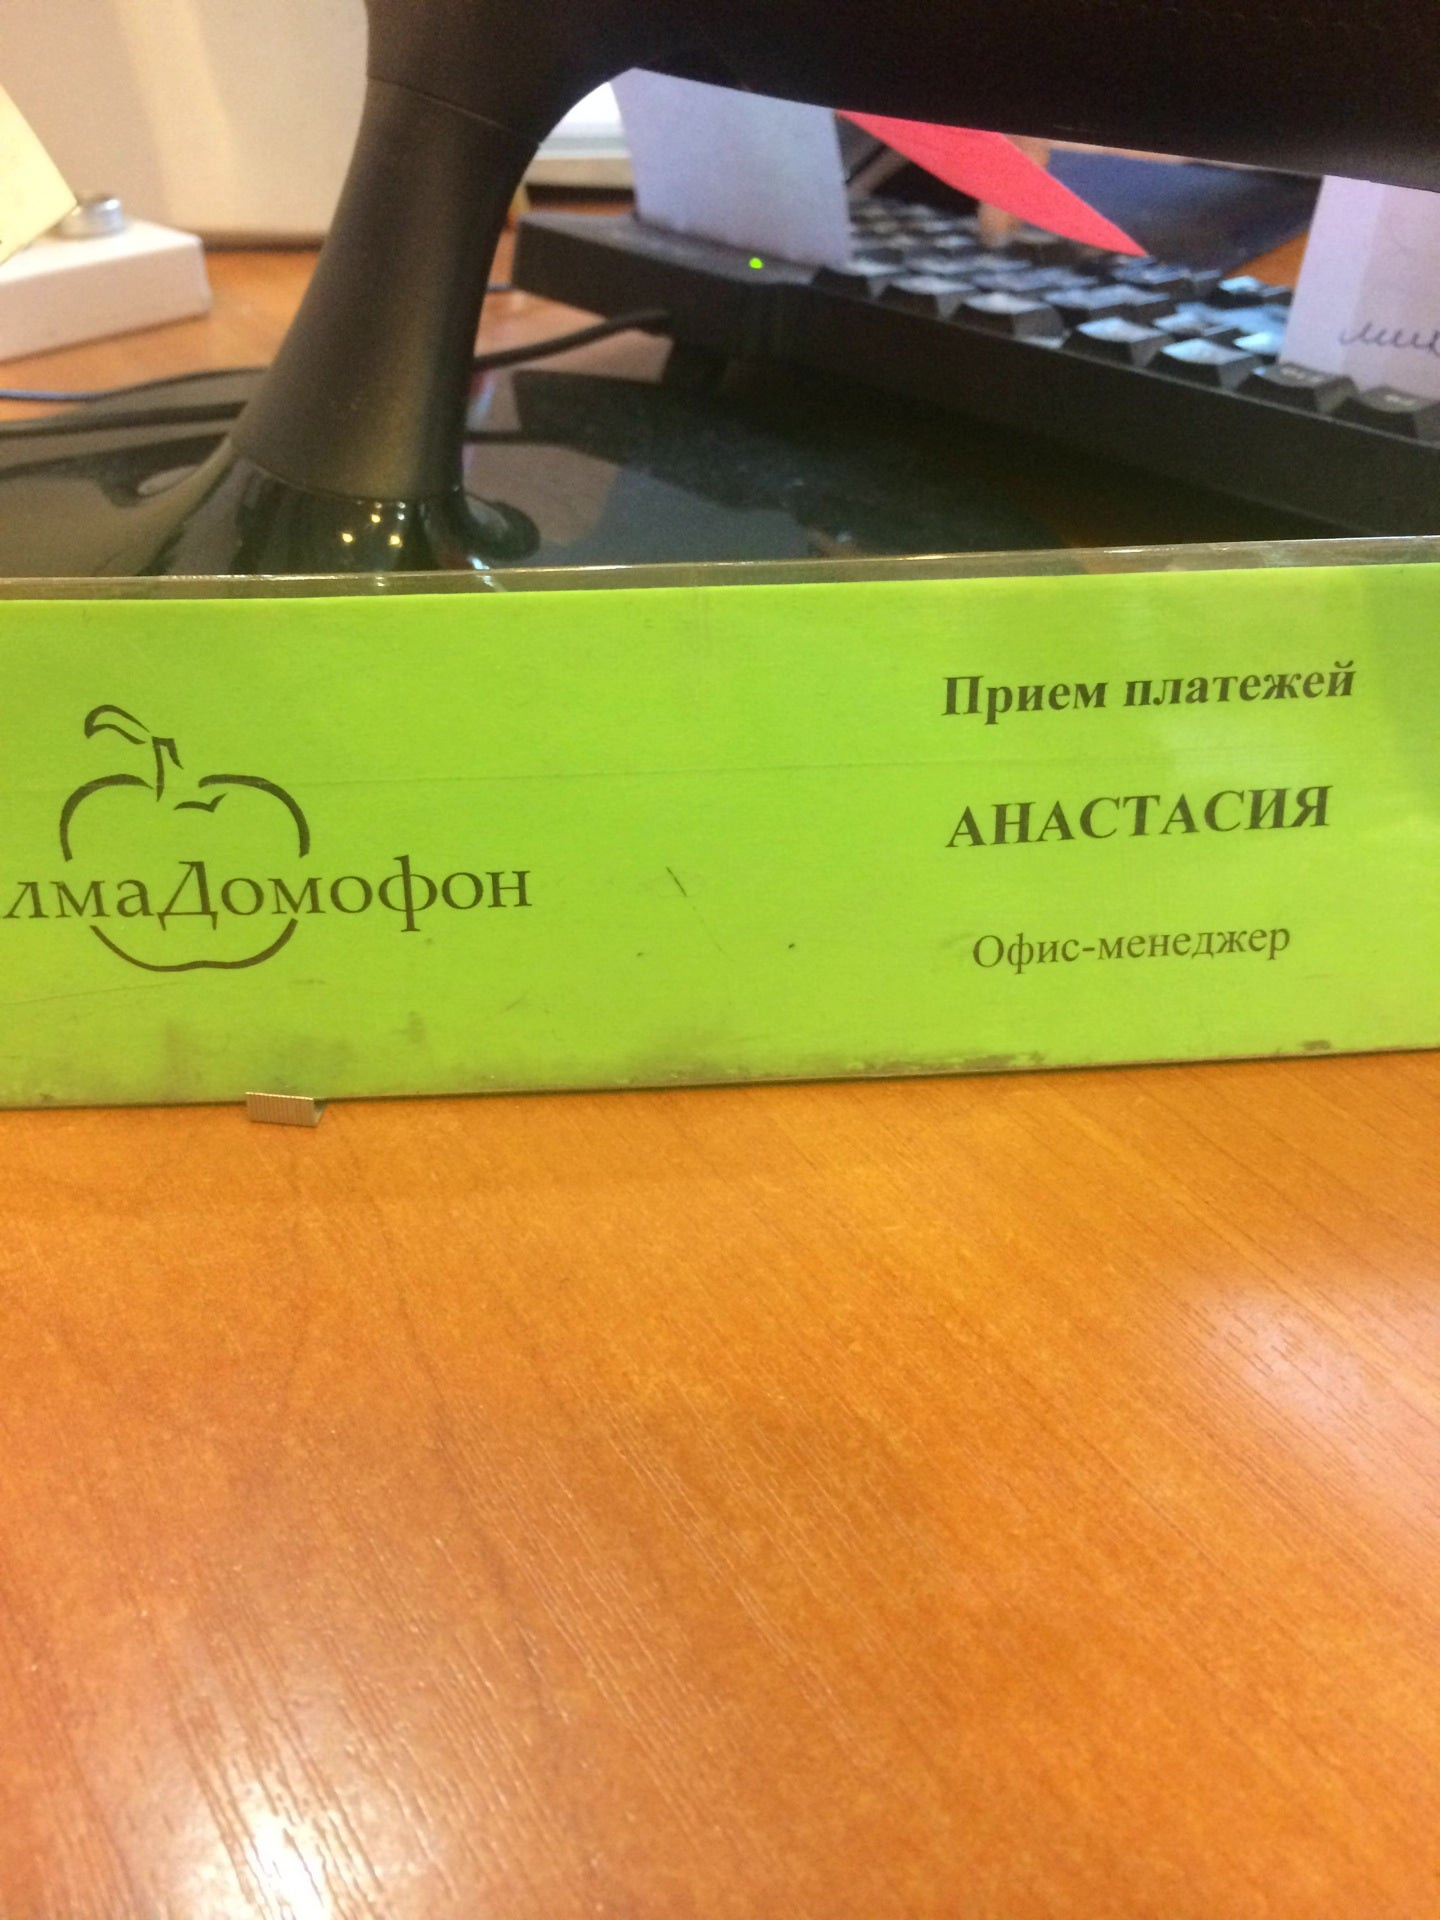 лмаДомофон
Прием платежей
АНАСТАСИЯ
Офис-менеджер